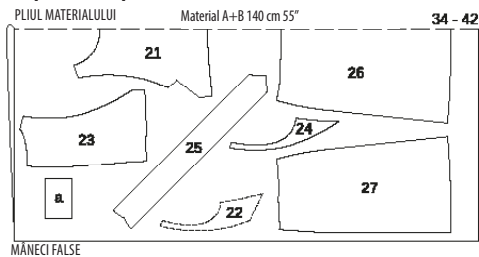 PLIUL MATERIALULUI Material A+B 140 cm 55" 34 - 42
21
26
23
24
25
a
22
27
MÂNECI FALSE